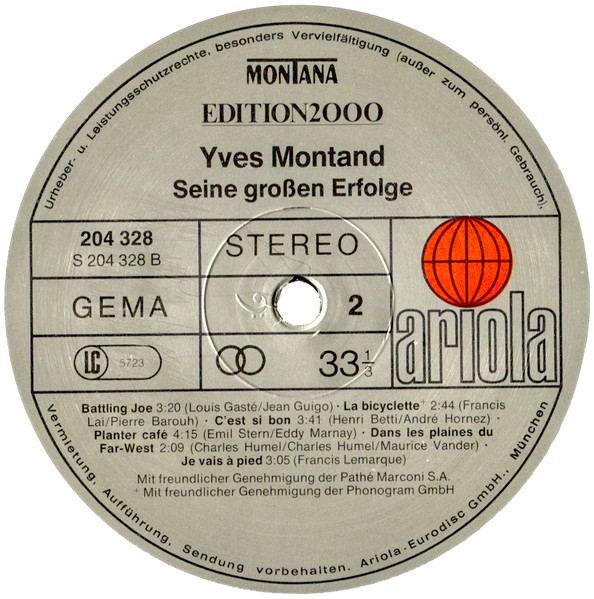 Urheber- u. Leistungsschutzrechte, besonders Vervielfältigung (außer zum persönl. Gebrauch),
MONTANA
EDITION2000
Yves Montand
Seine großen Erfolge
204 328
S 204 328 B
STEREO
GEMA
2
LC 5723
33 1/3
ariola
Battling Joe 3:20 (Louis Gasté/Jean Guigo) · La bicyclette+ 2:44 (Francis
Lai/Pierre Barouh) · C'est si bon 3:41 (Henri Betti/André Hornez) ·
Planter café 4:15 (Emil Stern/Eddy Marnay) · Dans les plaines du
Far-West 2:09 (Charles Humel/Charles Humel/Maurice Vander) ·
Je vais à pied 3:05 (Francis Lemarque)
Mit freundlicher Genehmigung der Pathé Marconi S.A.
+ Mit freundlicher Genehmigung der Phonogram GmbH
Vermietung, Aufführung, Sendung vorbehalten. Ariola-Eurodisc GmbH., München